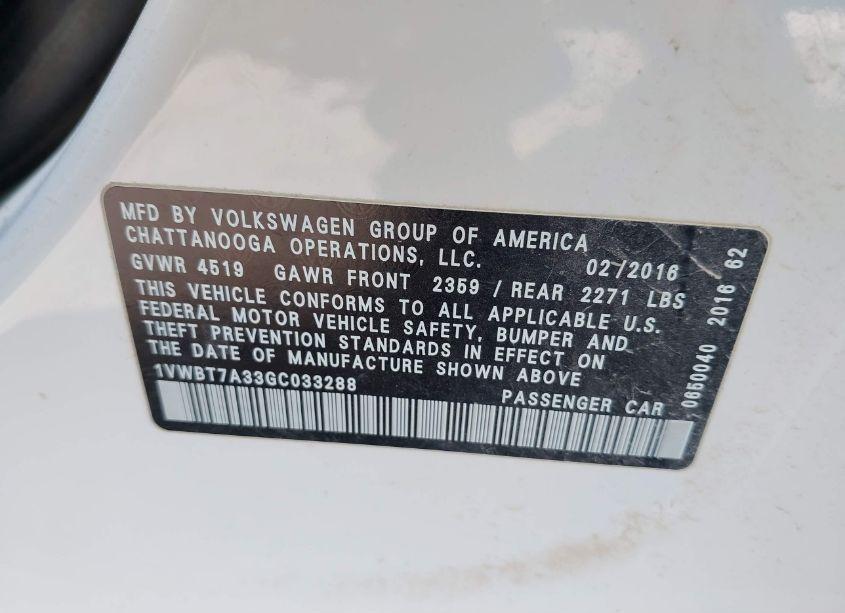 MFD BY VOLKSWAGEN GROUP OF AMERICA
CHATTANOOGA OPERATIONS, LLC. 02/2016
GVWR 4519 GAWR FRONT 2359 / REAR 2271 LBS
THIS VEHICLE CONFORMS TO ALL APPLICABLE U.S.
FEDERAL MOTOR VEHICLE SAFETY, BUMPER AND
THEFT PREVENTION STANDARDS IN EFFECT ON
THE DATE OF MANUFACTURE SHOWN ABOVE
1VWBT7A33GC033288 PASSENGER CAR
0650040 2016 62